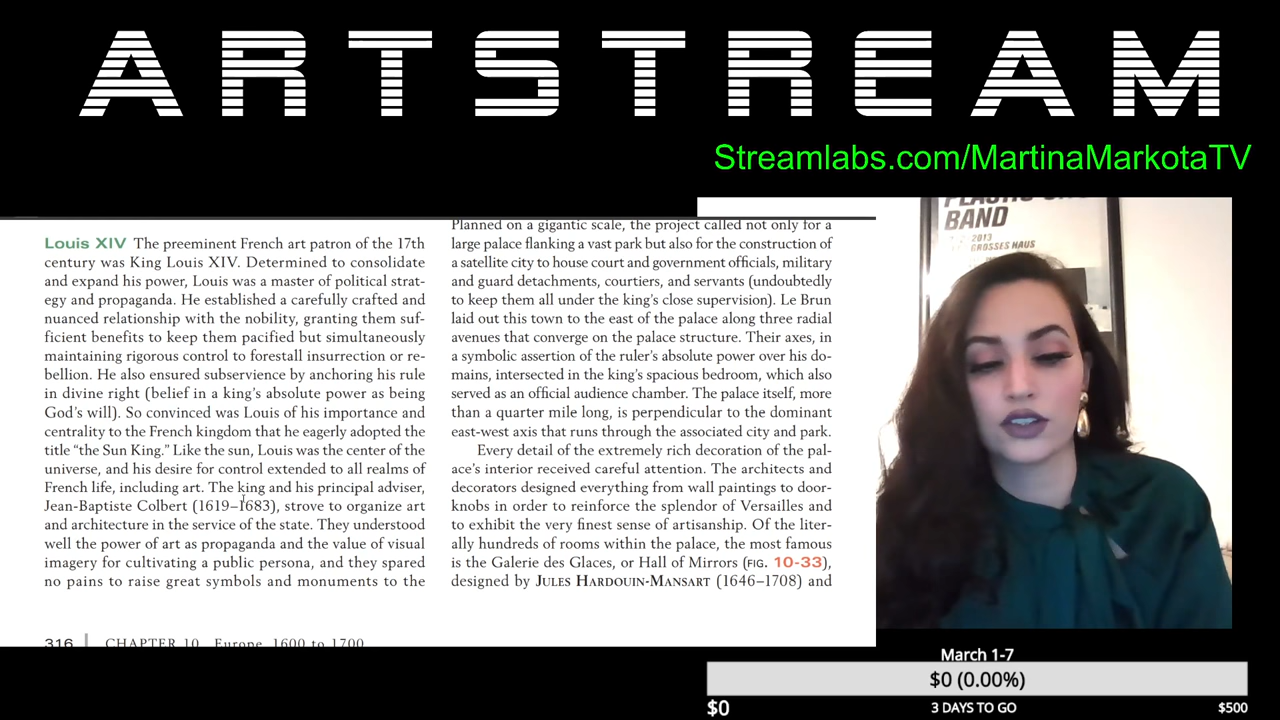 ARTSTREAM
Streamlabs.com/MartinaMarkotaTV
Louis XIV The preeminent French art patron of the 17th
century was King Louis XIV. Determined to consolidate
and expand his power, Louis was a master of political strat-
egy and propaganda. He established a carefully crafted and
nuanced relationship with the nobility, granting them suf-
ficient benefits to keep them pacified but simultaneously
maintaining rigorous control to forestall insurrection or re-
bellion. He also ensured subservience by anchoring his rule
in divine right (belief in a king's absolute power as being
God's will). So convinced was Louis of his importance and
centrality to the French kingdom that he eagerly adopted the
title “the Sun King.” Like the sun, Louis was the center of the
universe, and his desire for control extended to all realms of
French life, including art. The king and his principal adviser,
Jean-Baptiste Colbert (1619–1683), strove to organize art
and architecture in the service of the state. They understood
well the power of art as propaganda and the value of visual
imagery for cultivating a public persona, and they spared
no pains to raise great symbols and monuments to the
316 | CHAPTER 10 Europe, 1600 to 1700
Planned on a gigantic scale, the project called not only for a
large palace flanking a vast park but also for the construction of
a satellite city to house court and government officials, military
and guard detachments, courtiers, and servants (undoubtedly
to keep them all under the king's close supervision). Le Brun
laid out this town to the east of the palace along three radial
avenues that converge on the palace structure. Their axes, in
a symbolic assertion of the ruler's absolute power over his do-
mains, intersected in the king's spacious bedroom, which also
served as an official audience chamber. The palace itself, more
than a quarter mile long, is perpendicular to the dominant
east-west axis that runs through the associated city and park.
Every detail of the extremely rich decoration of the pal-
ace's interior received careful attention. The architects and
decorators designed everything from wall paintings to door-
knobs in order to reinforce the splendor of Versailles and
to exhibit the very finest sense of artisanship. Of the liter-
ally hundreds of rooms within the palace, the most famous
is the Galerie des Glaces, or Hall of Mirrors (FIG. 10-33),
designed by JULES HARDOUIN-MANSART (1646–1708) and
BAND
2013
GROSSES HAUS
March 1-7
$0 (0.00%)
$0
3 DAYS TO GO
$500